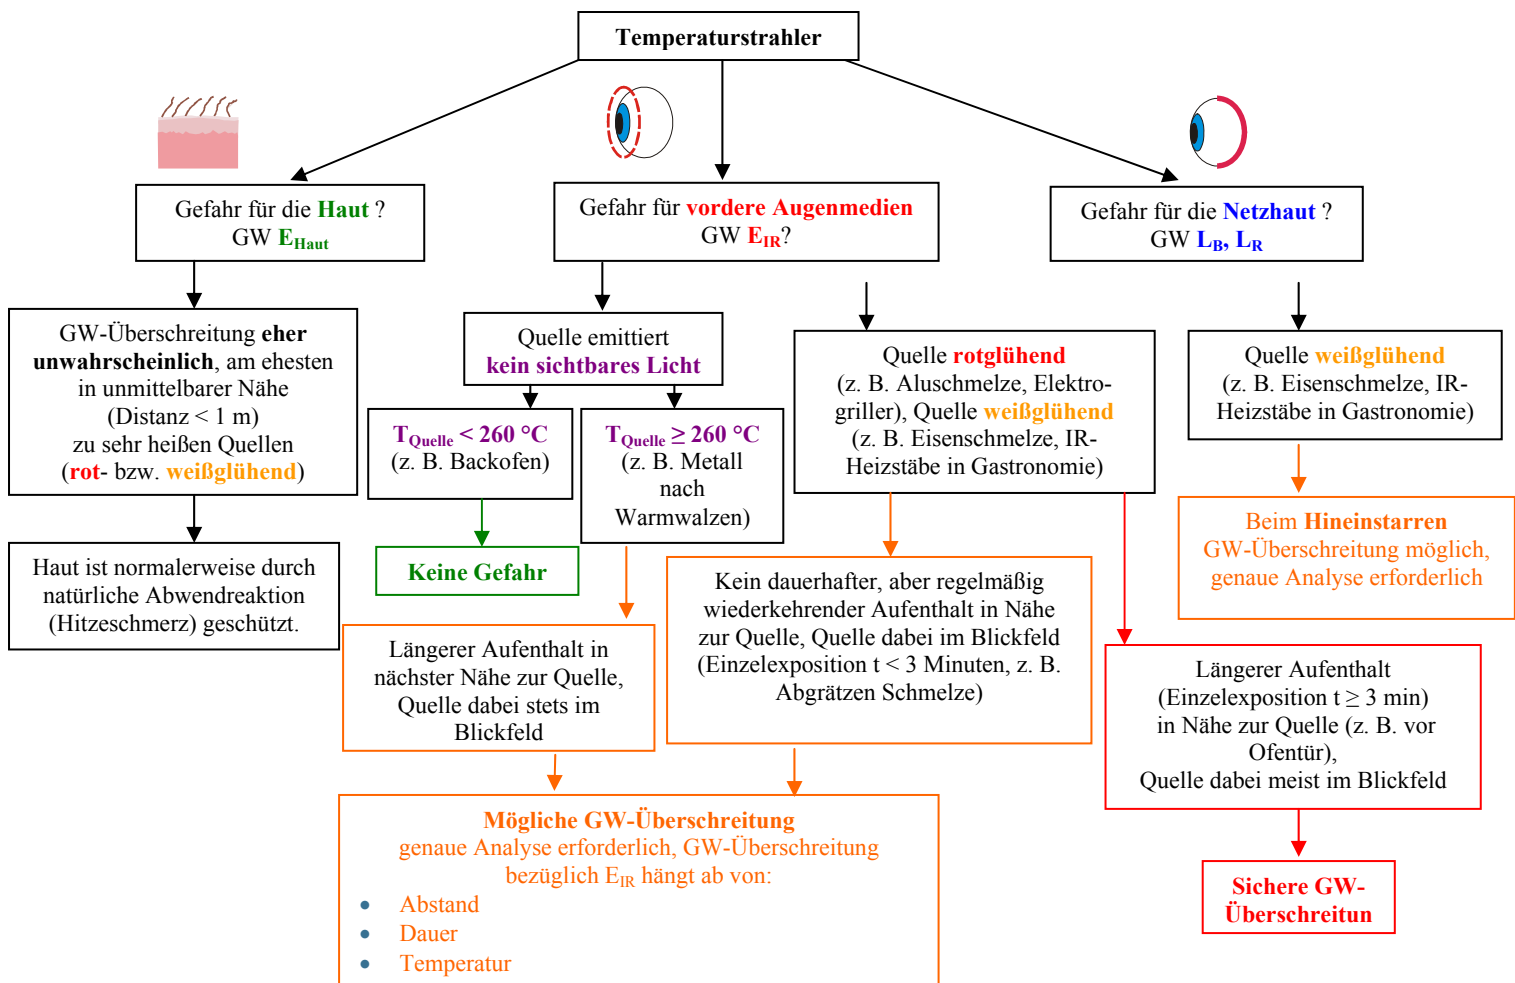 Temperaturstrahler
Gefahr für die Haut ?
GW E_Haut
Gefahr für vordere Augenmedien
GW E_IR?
Gefahr für die Netzhaut ?
GW L_B, L_R
GW-Überschreitung eher
unwahrscheinlich, am ehesten
in unmittelbarer Nähe
(Distanz < 1 m)
zu sehr heißen Quellen
(rot- bzw. weißglühend)
Haut ist normalerweise durch
natürliche Abwendreaktion
(Hitzeschmerz) geschützt.
Quelle emittiert
kein sichtbares Licht
T_Quelle < 260 °C
(z. B. Backofen)
Keine Gefahr
T_Quelle ≥ 260 °C
(z. B. Metall
nach
Warmwalzen)
Längerer Aufenthalt in
nächster Nähe zur Quelle,
Quelle dabei stets im
Blickfeld
Quelle rotglühend
(z. B. Aluschmelze, Elektro-
griller), Quelle weißglühend
(z. B. Eisenschmelze, IR-
Heizstäbe in Gastronomie)
Kein dauerhafter, aber regelmäßig
wiederkehrender Aufenthalt in Nähe
zur Quelle, Quelle dabei im Blickfeld
(Einzelexposition t < 3 Minuten, z. B.
Abgrätzen Schmelze)
Mögliche GW-Überschreitung
genaue Analyse erforderlich, GW-Überschreitung
bezüglich E_IR hängt ab von:
• Abstand
• Dauer
• Temperatur
Quelle weißglühend
(z. B. Eisenschmelze, IR-
Heizstäbe in Gastronomie)
Beim Hineinstarren
GW-Überschreitung möglich,
genaue Analyse erforderlich
Längerer Aufenthalt
(Einzelexposition t ≥ 3 min)
in Nähe zur Quelle (z. B. vor
Ofentür),
Quelle dabei meist im Blickfeld
Sichere GW-
Überschreitun